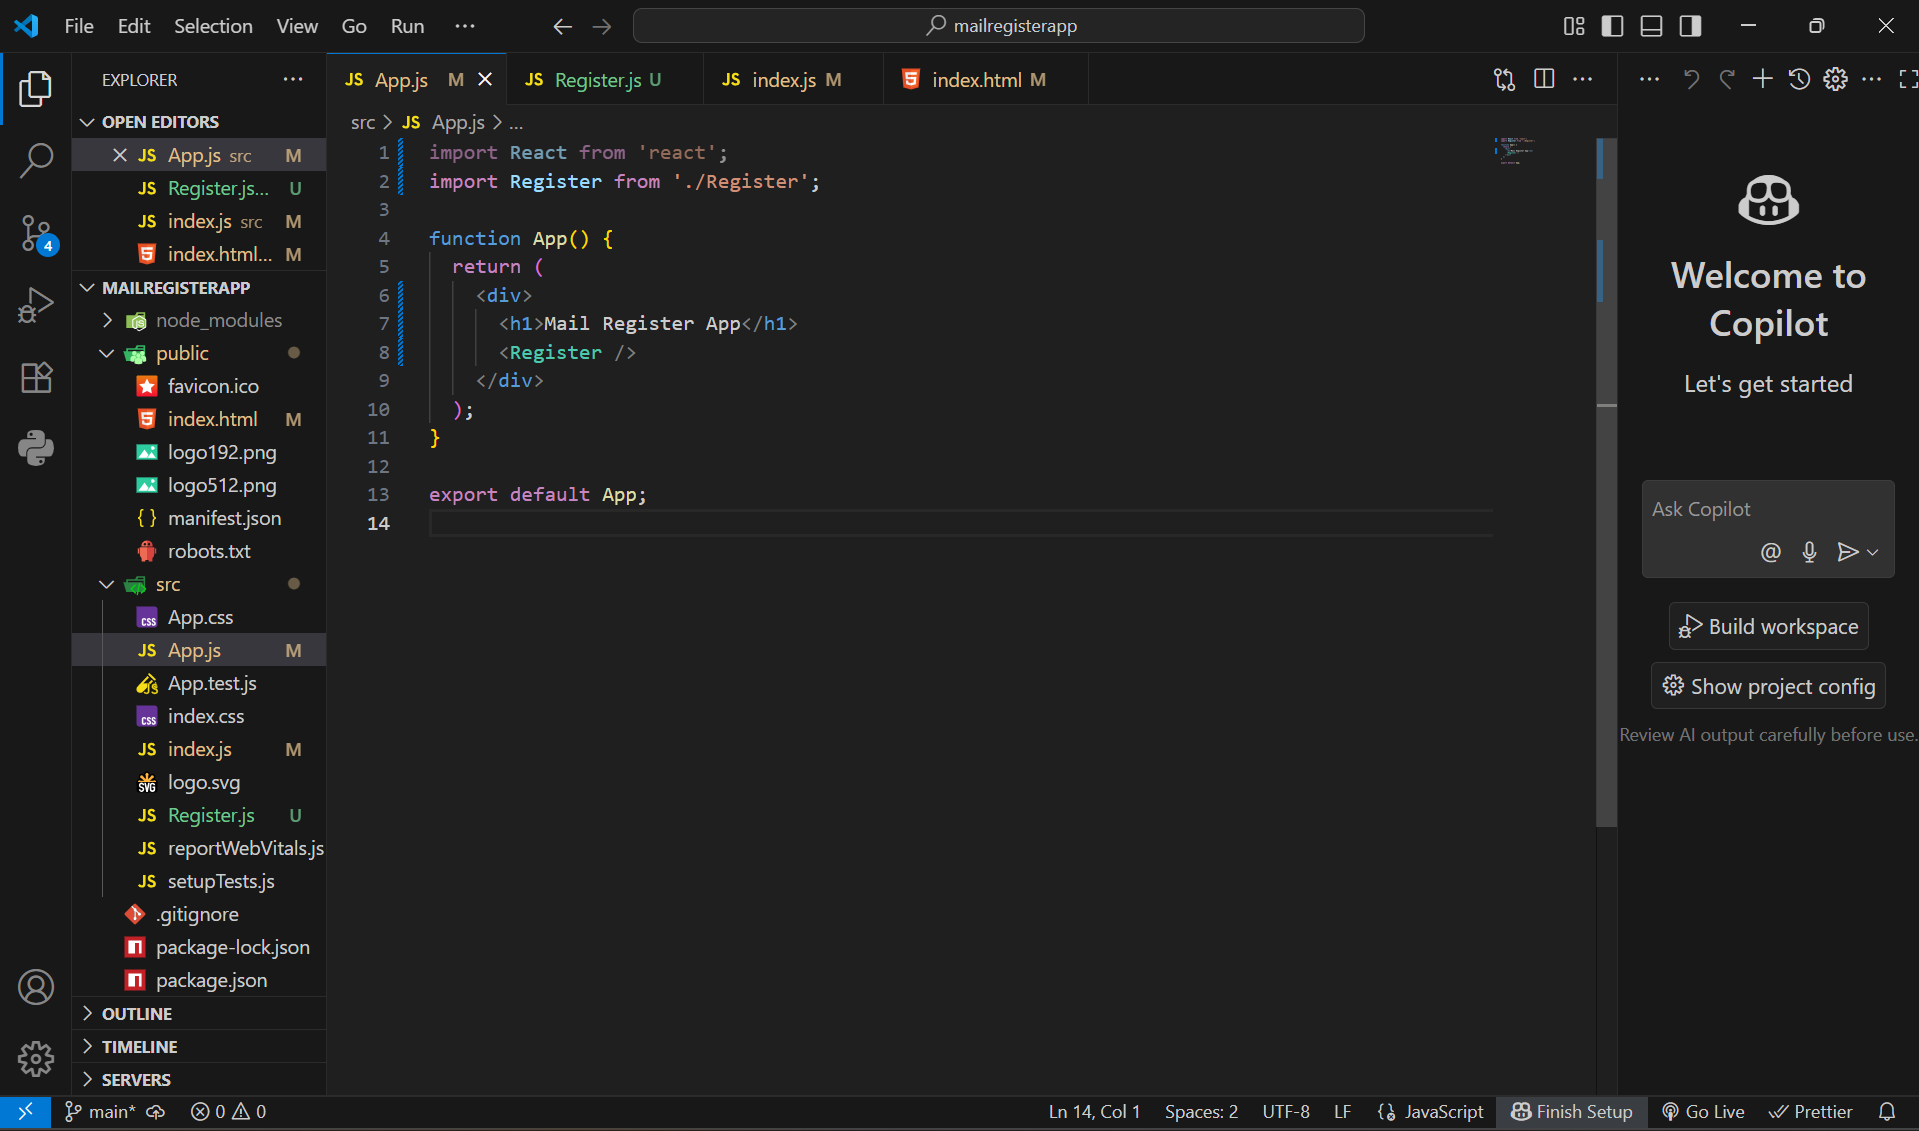 File Edit Selection View Go Run ···
mailregisterapp
EXPLORER ···
OPEN EDITORS
JS App.js src M
JS Register.js... U
JS index.js src M
index.html... M
MAILREGISTERAPP
node_modules
public
favicon.ico
index.html M
logo192.png
logo512.png
{ } manifest.json
robots.txt
src
css App.css
JS App.js M
JS App.test.js
css index.css
JS index.js M
SVG logo.svg
JS Register.js U
JS reportWebVitals.js
JS setupTests.js
.gitignore
package-lock.json
package.json
OUTLINE
TIMELINE
SERVERS
4
JS App.js M
JS Register.js U
JS index.js M
index.html M
src > JS App.js > ...
1 import React from 'react';
2 import Register from './Register';
3
4 function App() {
5 return (
6 <div>
7 <h1>Mail Register App</h1>
8 <Register />
9 </div>
10 );
11 }
12
13 export default App;
14
Welcome to
Copilot
Let's get started
Ask Copilot
@
Build workspace
Show project config
Review AI output carefully before use.
main* 0 0
Ln 14, Col 1 Spaces: 2 UTF-8 LF JavaScript Finish Setup Go Live Prettier